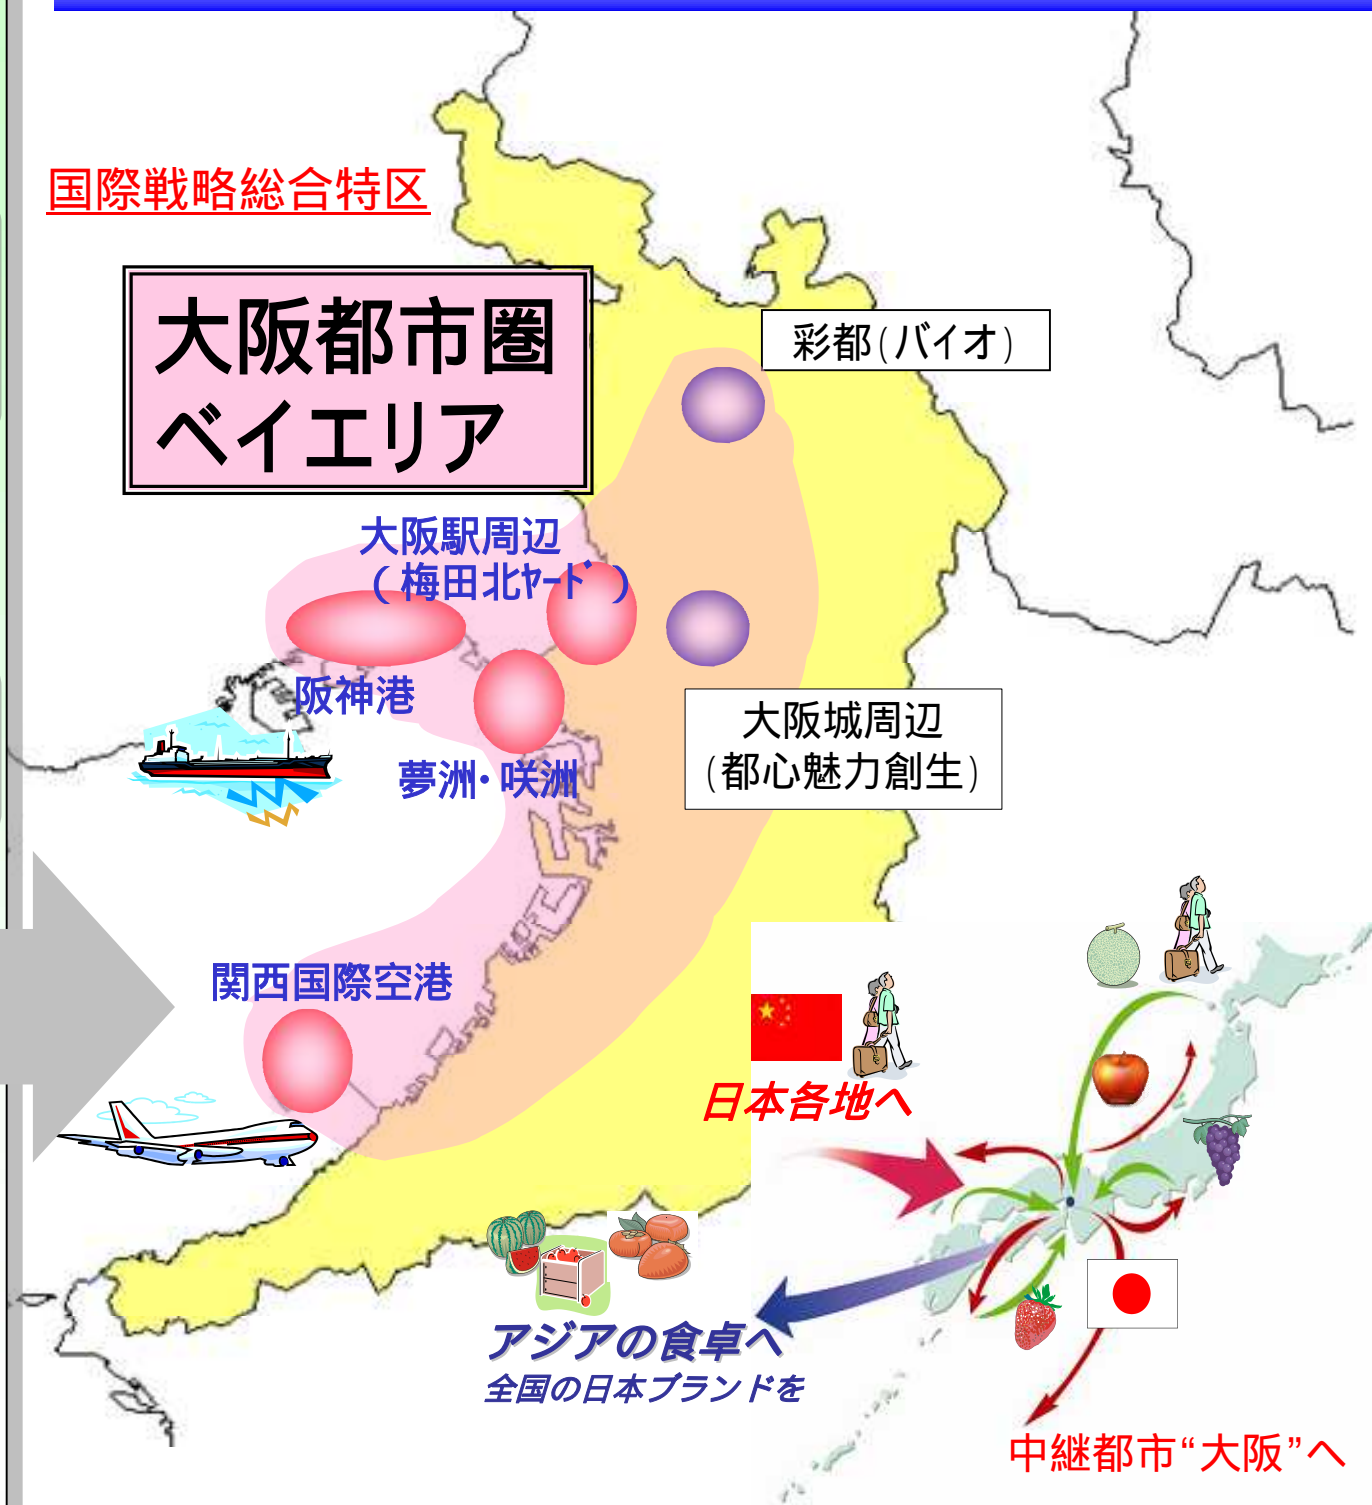 国際戦略総合特区
大阪都市圏
ベイエリア
彩都(バイオ)
大阪駅周辺
(梅田北ﾔｰﾄﾞ)
阪神港
夢洲・咲洲
大阪城周辺
(都心魅力創生)
関西国際空港
日本各地へ
アジアの食卓へ
全国の日本ブランドを
中継都市“大阪”へ